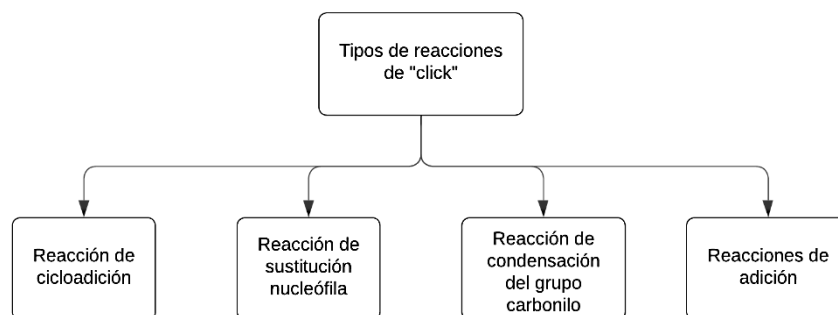 Tipos de reacciones
de "click"
Reacción de
cicloadición
Reacción de
sustitución
nucleófila
Reacción de
condensación
del grupo
carbonilo
Reacciones de
adición